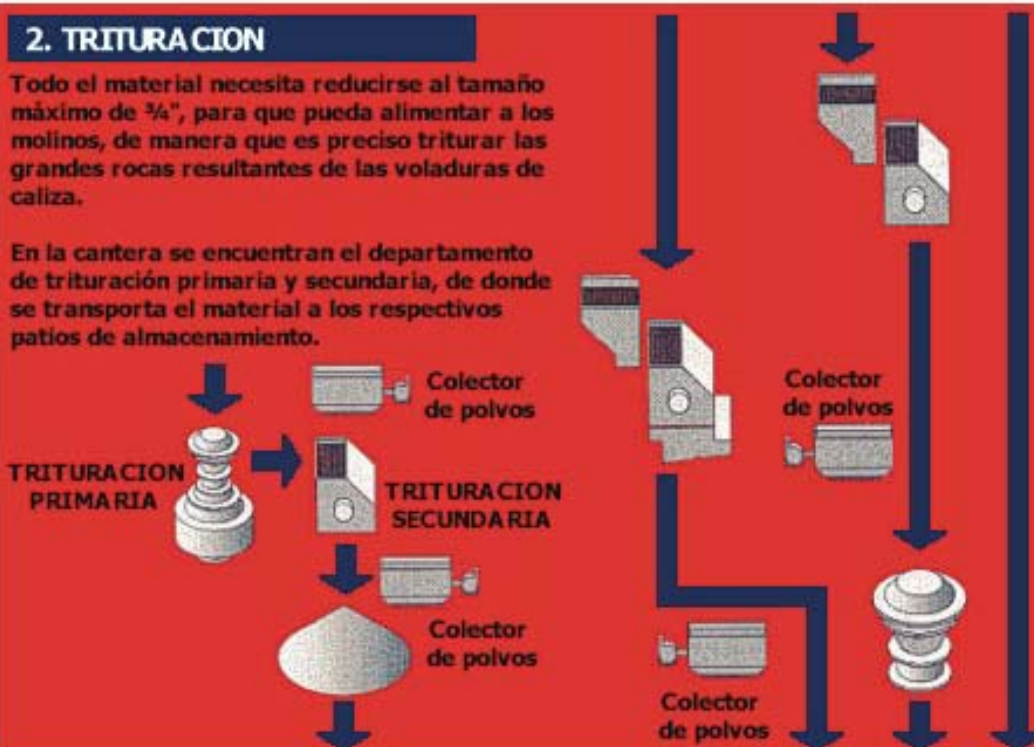 2. TRITURACION
Todo el material necesita reducirse al tamaño
máximo de ¾", para que pueda alimentar a los
molinos, de manera que es preciso triturar las
grandes rocas resultantes de las voladuras de
caliza.
En la cantera se encuentran el departamento
de trituración primaria y secundaria, de donde
se transporta el material a los respectivos
patios de almacenamiento.
Colector
de polvos
TRITURACION
PRIMARIA
TRITURACION
SECUNDARIA
Colector
de polvos
Colector
de polvos
Colector
de polvos